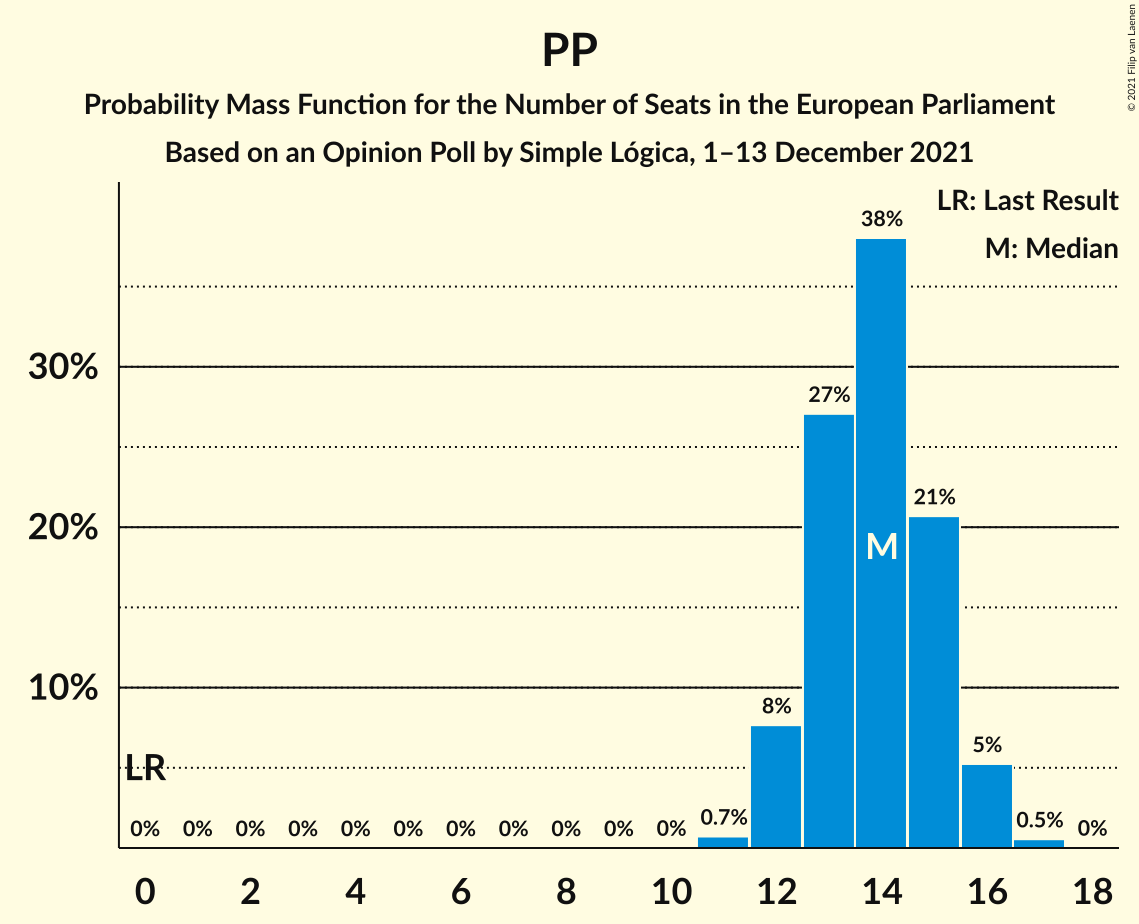 PP
Probability Mass Function for the Number of Seats in the European Parliament
Based on an Opinion Poll by Simple Lógica, 1–13 December 2021
© 2021 Filip van Laenen
LR: Last Result
M: Median
38%
30%
27%
21%
20%
M
10%
8%
5%
LR
0% 0% 0% 0% 0% 0% 0% 0% 0% 0% 0% 0.7% 0.5% 0%
0 2 4 6 8 10 12 14 16 18